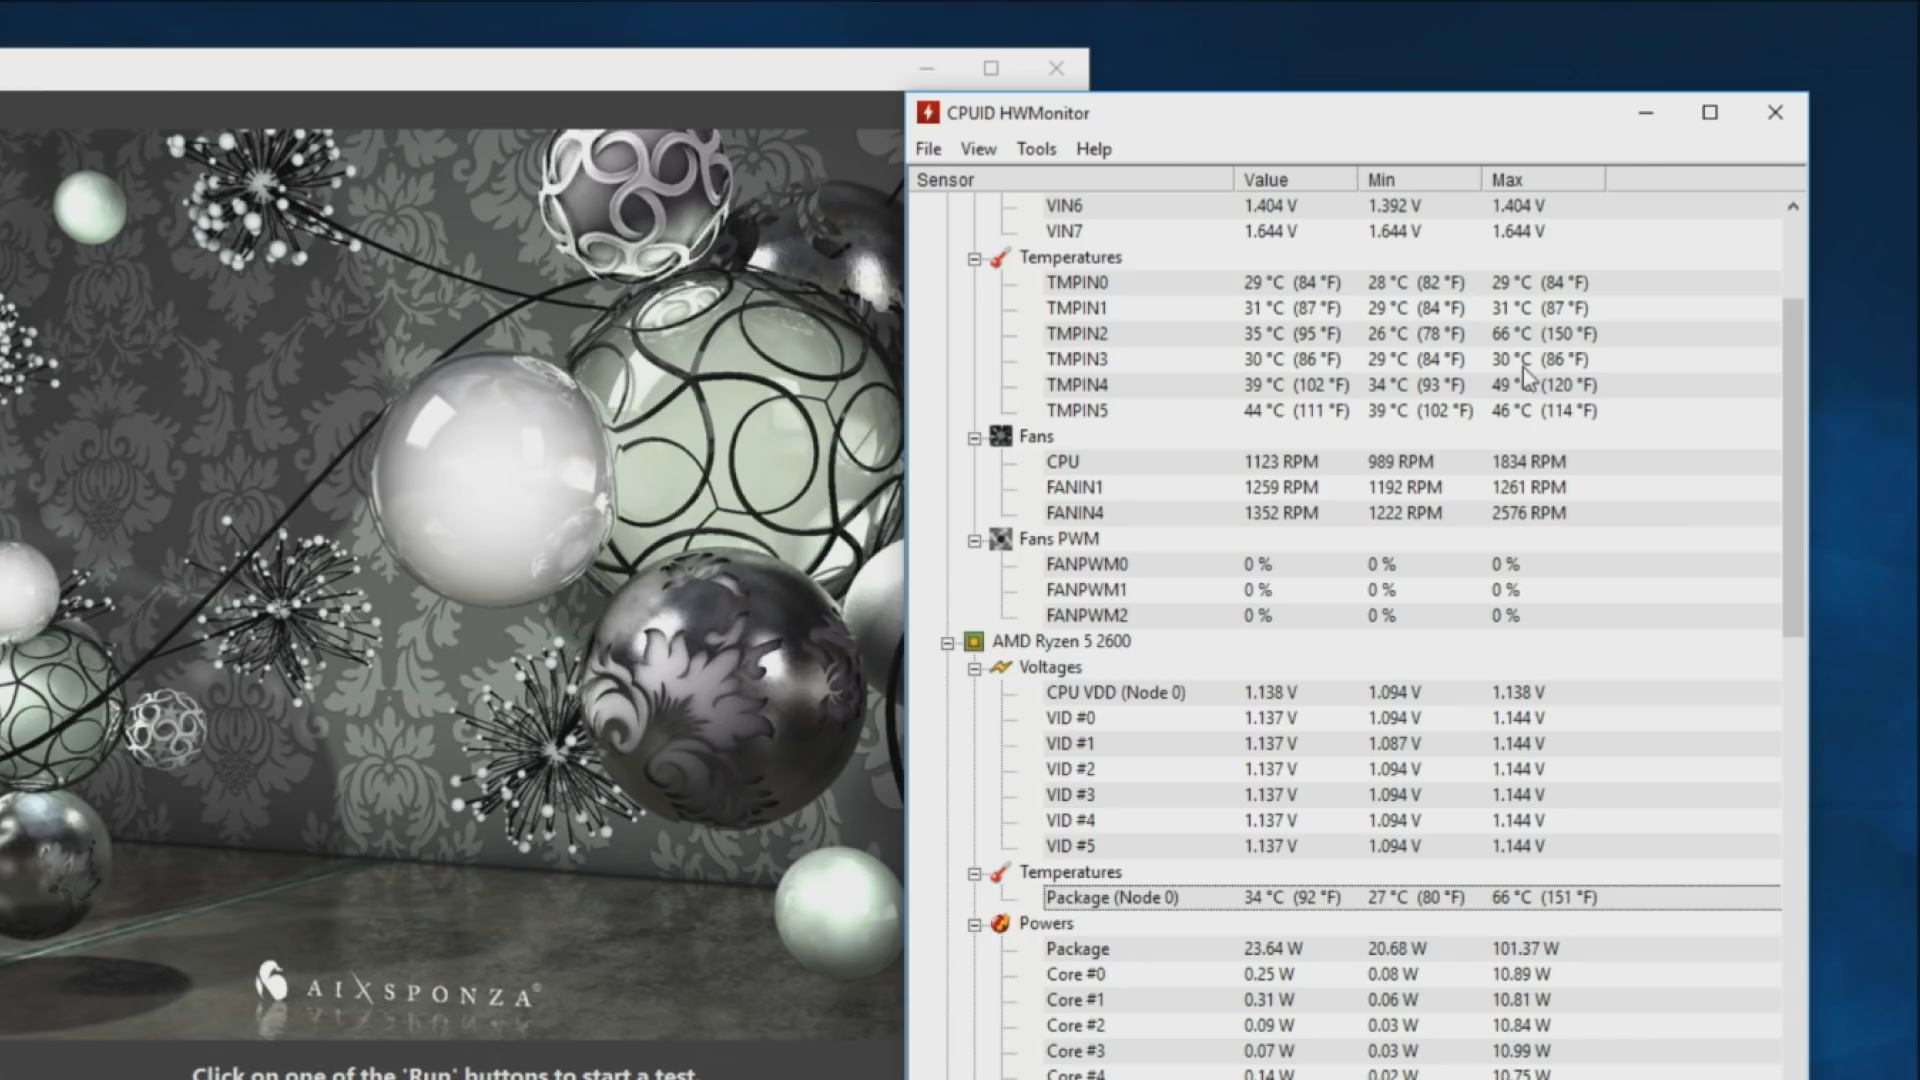 CPUID HWMonitor
File View Tools Help
Sensor Value Min Max
VIN6 1.404 V 1.392 V 1.404 V
VIN7 1.644 V 1.644 V 1.644 V
Temperatures
TMPIN0 29 °C (84 °F) 28 °C (82 °F) 29 °C (84 °F)
TMPIN1 31 °C (87 °F) 29 °C (84 °F) 31 °C (87 °F)
TMPIN2 35 °C (95 °F) 26 °C (78 °F) 66 °C (150 °F)
TMPIN3 30 °C (86 °F) 29 °C (84 °F) 30 °C (86 °F)
TMPIN4 39 °C (102 °F) 34 °C (93 °F) 49 ° (120 °F)
TMPIN5 44 °C (111 °F) 39 °C (102 °F) 46 °C (114 °F)
Fans
CPU 1123 RPM 989 RPM 1834 RPM
FANIN1 1259 RPM 1192 RPM 1261 RPM
FANIN4 1352 RPM 1222 RPM 2576 RPM
Fans PWM
FANPWM0 0 % 0 % 0 %
FANPWM1 0 % 0 % 0 %
FANPWM2 0 % 0 % 0 %
AMD Ryzen 5 2600
Voltages
CPU VDD (Node 0) 1.138 V 1.094 V 1.138 V
VID #0 1.137 V 1.094 V 1.144 V
VID #1 1.137 V 1.087 V 1.144 V
VID #2 1.137 V 1.094 V 1.144 V
VID #3 1.137 V 1.094 V 1.144 V
VID #4 1.137 V 1.094 V 1.144 V
VID #5 1.137 V 1.094 V 1.144 V
Temperatures
Package (Node 0) 34 °C (92 °F) 27 °C (80 °F) 66 °C (151 °F)
Powers
Package 23.64 W 20.68 W 101.37 W
Core #0 0.25 W 0.08 W 10.89 W
Core #1 0.31 W 0.06 W 10.81 W
Core #2 0.09 W 0.03 W 10.84 W
Core #3 0.07 W 0.03 W 10.99 W
Core #4 0.14 W 0.02 W 10.75 W
AIXSPONZA©
Click on one of the 'Run' buttons to start a test.